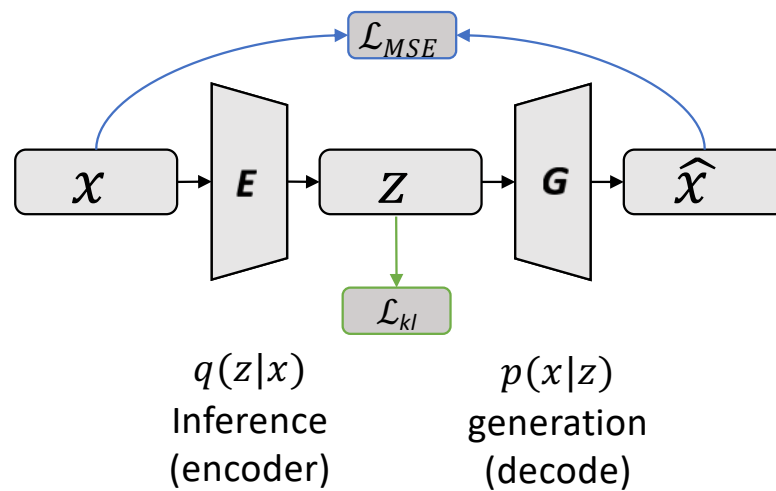 ℒ_MSE
x E z G x̂
ℒ_kl
q(z|x) p(x|z)
Inference generation
(encoder) (decode)